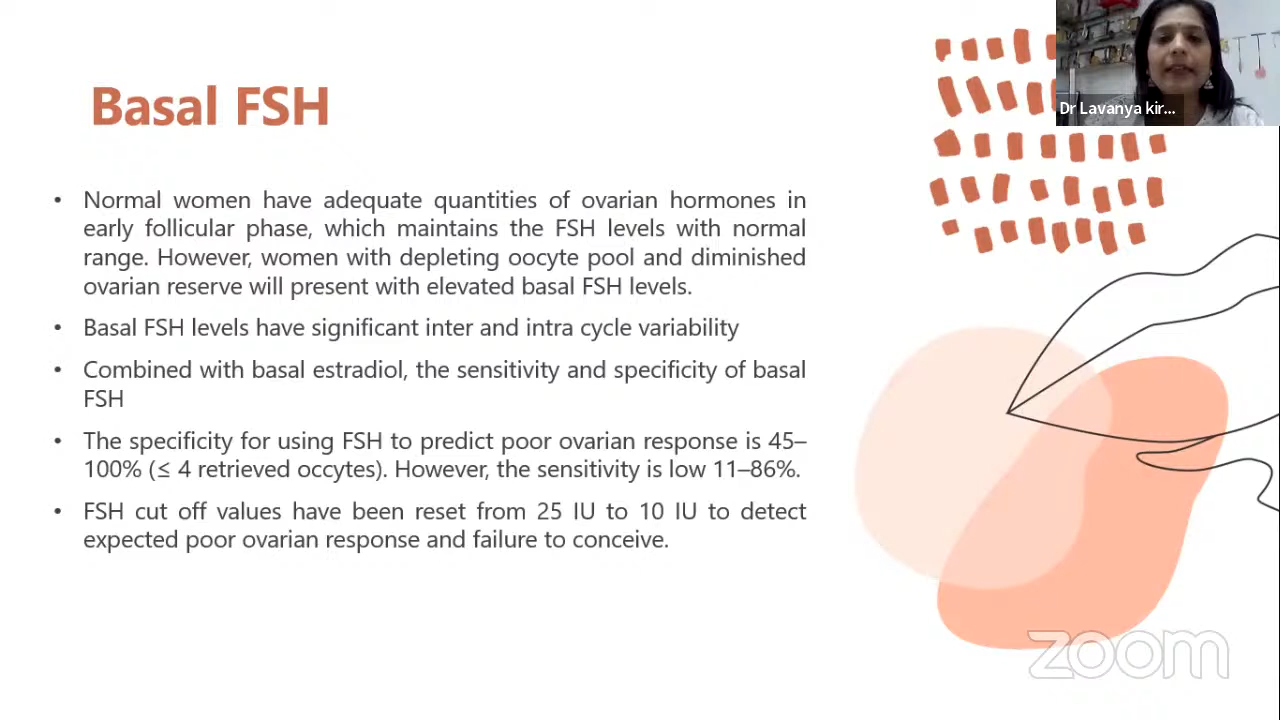 Basal FSH
Dr Lavanya kir...
• Normal women have adequate quantities of ovarian hormones in
early follicular phase, which maintains the FSH levels with normal
range. However, women with depleting oocyte pool and diminished
ovarian reserve will present with elevated basal FSH levels.
• Basal FSH levels have significant inter and intra cycle variability
• Combined with basal estradiol, the sensitivity and specificity of basal
FSH
• The specificity for using FSH to predict poor ovarian response is 45–
100% (≤ 4 retrieved occytes). However, the sensitivity is low 11–86%.
• FSH cut off values have been reset from 25 IU to 10 IU to detect
expected poor ovarian response and failure to conceive.
zoom